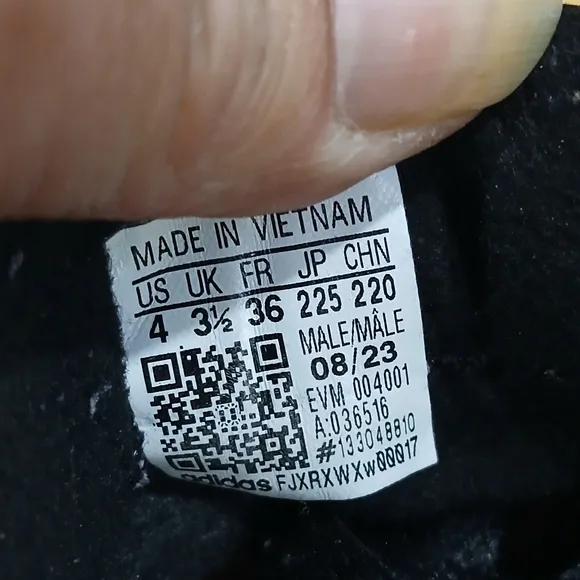 MADE IN VIETNAM
US UK FR JP CHN
4 3½ 36 225 220
MALE/MÂLE
08/23
EVM 004001
A:036516
#133048810
adidas FJXRXWXw00017